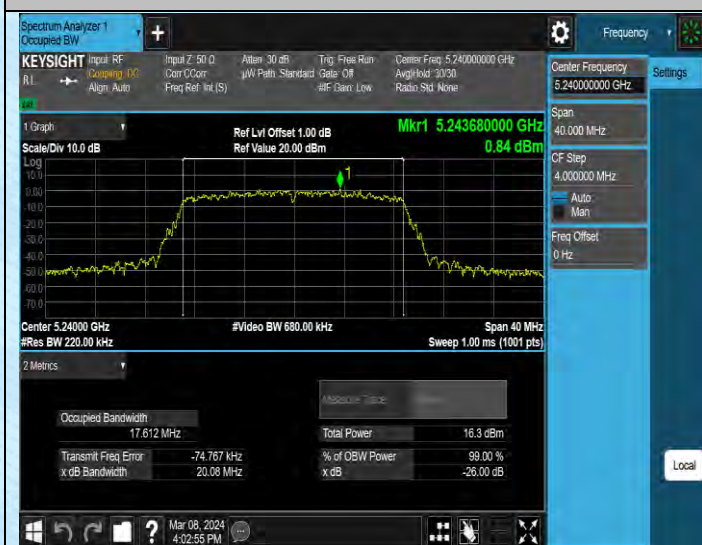 Spectrum Analyzer 1
Occupied BW
+
Frequency
KEYSIGHT Input: RF Input Z: 50 Ω Atten: 30 dB Trig: Free Run Center Freq: 5.240000000 GHz
RL Coupling: DC Corr CCorr µW Path: Standard Gate: Off Avg|Hold: 30/30
Align: Auto Freq Ref: Int (S) #IF Gain: Low Radio Std: None
Center Frequency
5.240000000 GHz
Settings
Span
40.000 MHz
CF Step
4.000000 MHz
Auto
Man
Freq Offset
0 Hz
1 Graph
Ref Lvl Offset 1.00 dB
Mkr1 5.243680000 GHz
Scale/Div 10.0 dB
Ref Value 20.00 dBm
0.84 dBm
Log
10.0
0.00
-10.0
-20.0
-30.0
-40.0
-50.0
-60.0
-70.0
1
Center 5.24000 GHz
#Video BW 680.00 kHz
Span 40 MHz
#Res BW 220.00 kHz
Sweep 1.00 ms (1001 pts)
2 Metrics
Measure Trace
Occupied Bandwidth
17.612 MHz
Total Power 16.3 dBm
Transmit Freq Error -74.767 kHz
% of OBW Power 99.00 %
x dB Bandwidth 20.08 MHz
x dB -26.00 dB
Local
?
Mar 08, 2024
4:02:55 PM